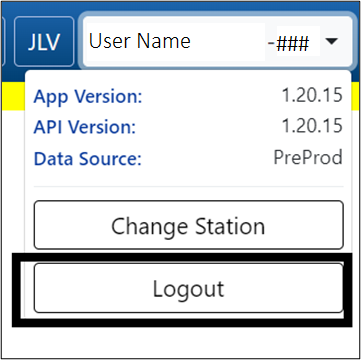 JLV User Name -###
App Version: 1.20.15
API Version: 1.20.15
Data Source: PreProd
Change Station
Logout